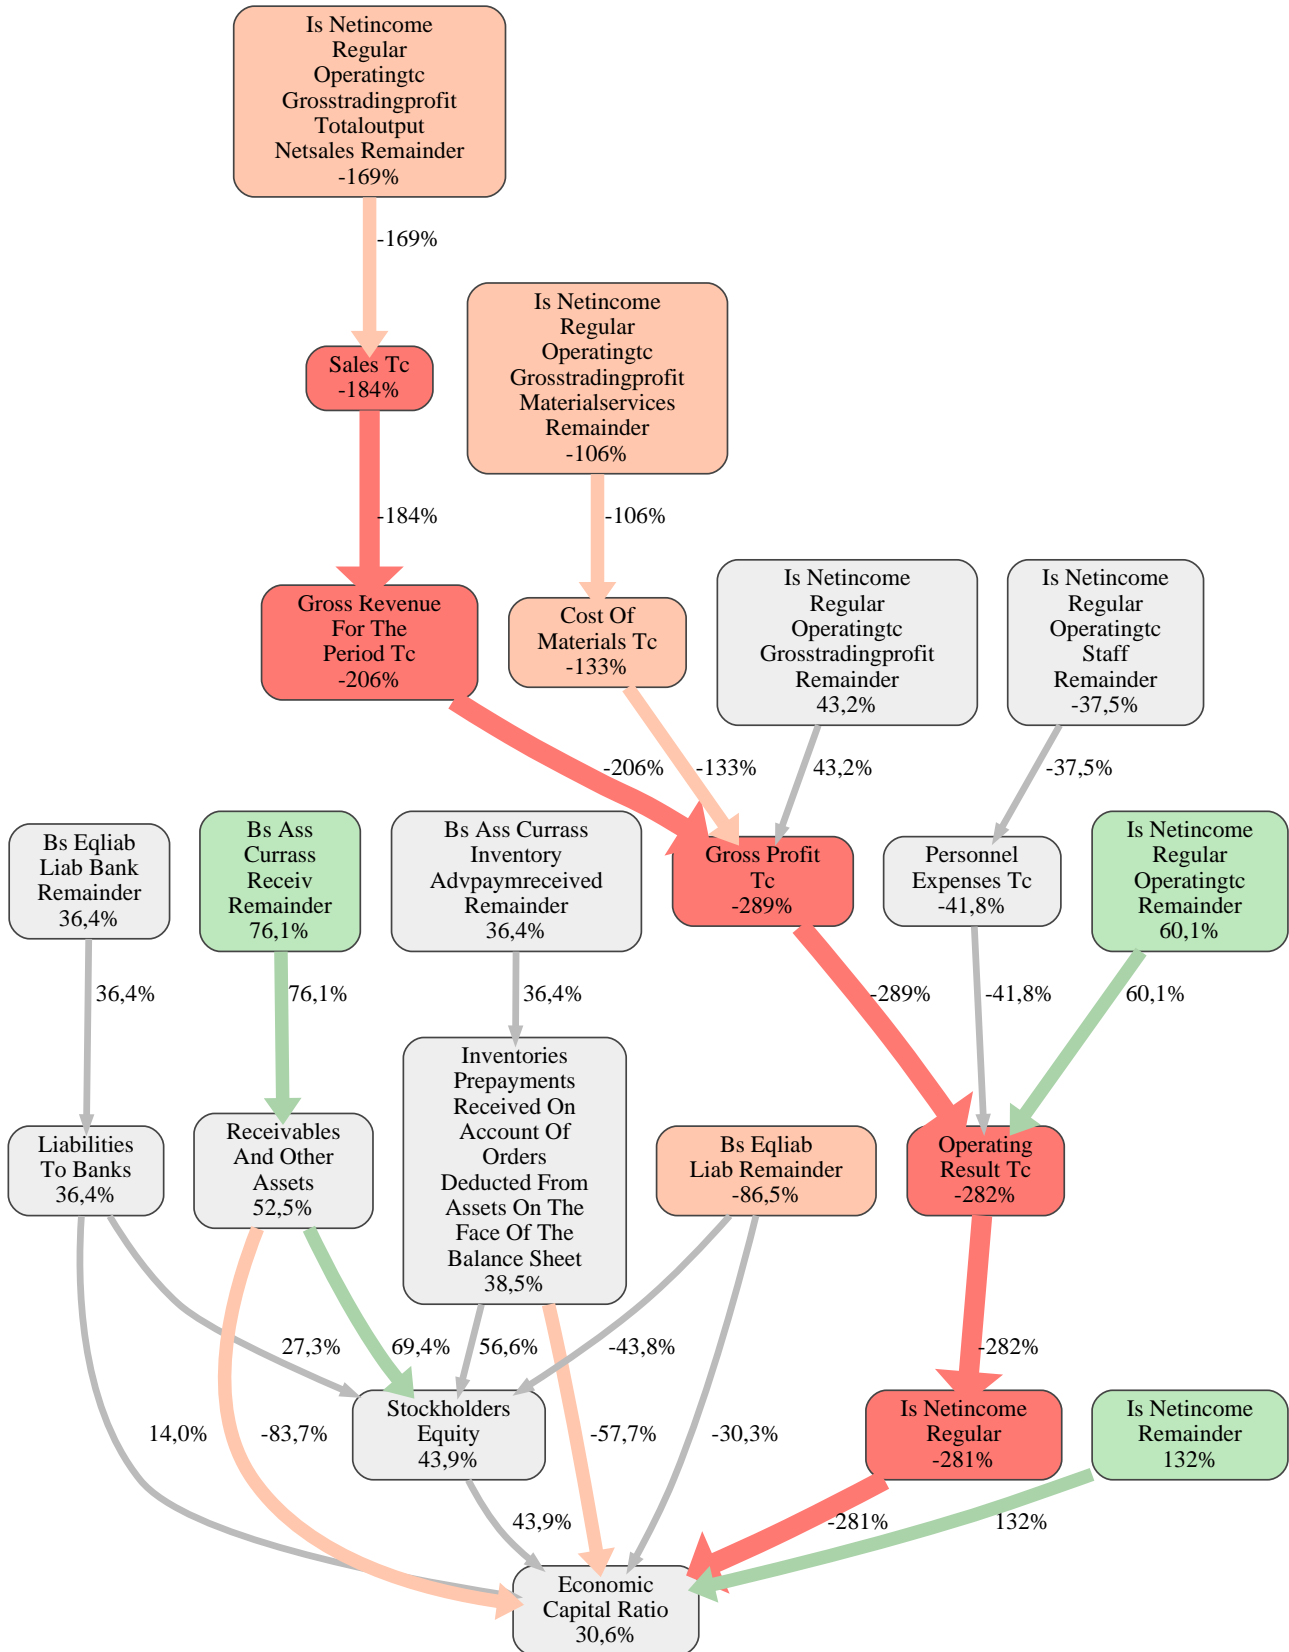 Is Netincome
Regular
Operatingtc
Grosstradingprofit
Totaloutput
Netsales Remainder
-169%
-169%
Is Netincome
Regular
Operatingtc
Grosstradingprofit
Materialservices
Remainder
-106%
Sales Tc
-184%
-184%
-106%
Gross Revenue
For The
Period Tc
-206%
Cost Of
Materials Tc
-133%
Is Netincome
Regular
Operatingtc
Grosstradingprofit
Remainder
43,2%
Is Netincome
Regular
Operatingtc
Staff
Remainder
-37,5%
-206%
-133%
43,2%
-37,5%
Bs Eqliab
Liab Bank
Remainder
36,4%
Bs Ass
Currass
Receiv
Remainder
76,1%
Bs Ass Currass
Inventory
Advpaymreceived
Remainder
36,4%
Gross Profit
Tc
-289%
Personnel
Expenses Tc
-41,8%
Is Netincome
Regular
Operatingtc
Remainder
60,1%
36,4%
76,1%
36,4%
-289%
-41,8%
60,1%
Liabilities
To Banks
36,4%
Receivables
And Other
Assets
52,5%
Inventories
Prepayments
Received On
Account Of
Orders
Deducted From
Assets On The
Face Of The
Balance Sheet
38,5%
Bs Eqliab
Liab Remainder
-86,5%
Operating
Result Tc
-282%
27,3%
69,4%
56,6%
-43,8%
-282%
Stockholders
Equity
43,9%
Is Netincome
Regular
-281%
Is Netincome
Remainder
132%
14,0%
-83,7%
-57,7%
-30,3%
43,9%
-281%
132%
Economic
Capital Ratio
30,6%